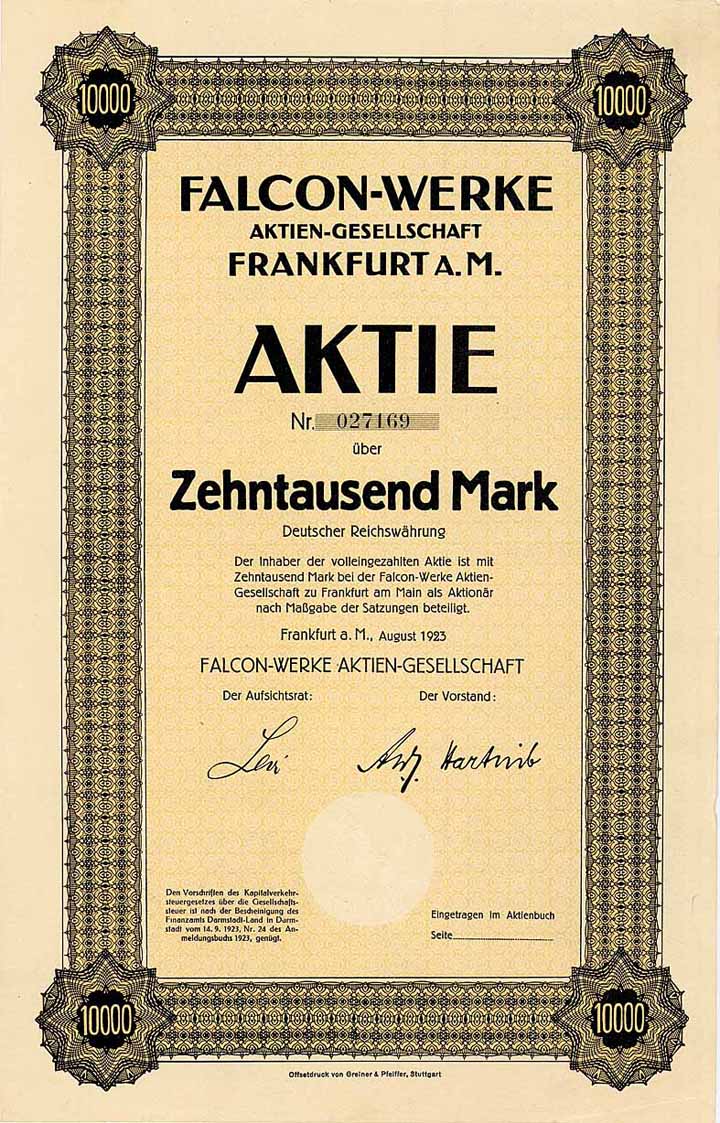 10000
10000
FALCON-WERKE
AKTIEN-GESELLSCHAFT
FRANKFURT A. M.
AKTIE
Nr. 027169
über
Zehntausend Mark
Deutscher Reichswährung
Der Inhaber der volleingezahlten Aktie ist mit
Zehntausend Mark bei der Falcon-Werke Aktien-
Gesellschaft zu Frankfurt am Main als Aktionär
nach Maßgabe der Satzungen beteiligt.
Frankfurt a. M., August 1923
FALCON-WERKE AKTIEN-GESELLSCHAFT
Der Aufsichtsrat:
Der Vorstand:
Den Vorschriften des Kapitalverkehr-
steuergesetzes über die Gesellschafts-
steuer ist nach der Bescheinigung des
Finanzamts Darmstadt-Land in Darm-
stadt vom 14. 9. 1923, Nr. 24 des An-
meldungsbuchs 1923, genügt.
Eingetragen im Aktienbuch
Seite
10000
10000
Offsetdruck von Greiner & Pfeiffer, Stuttgart